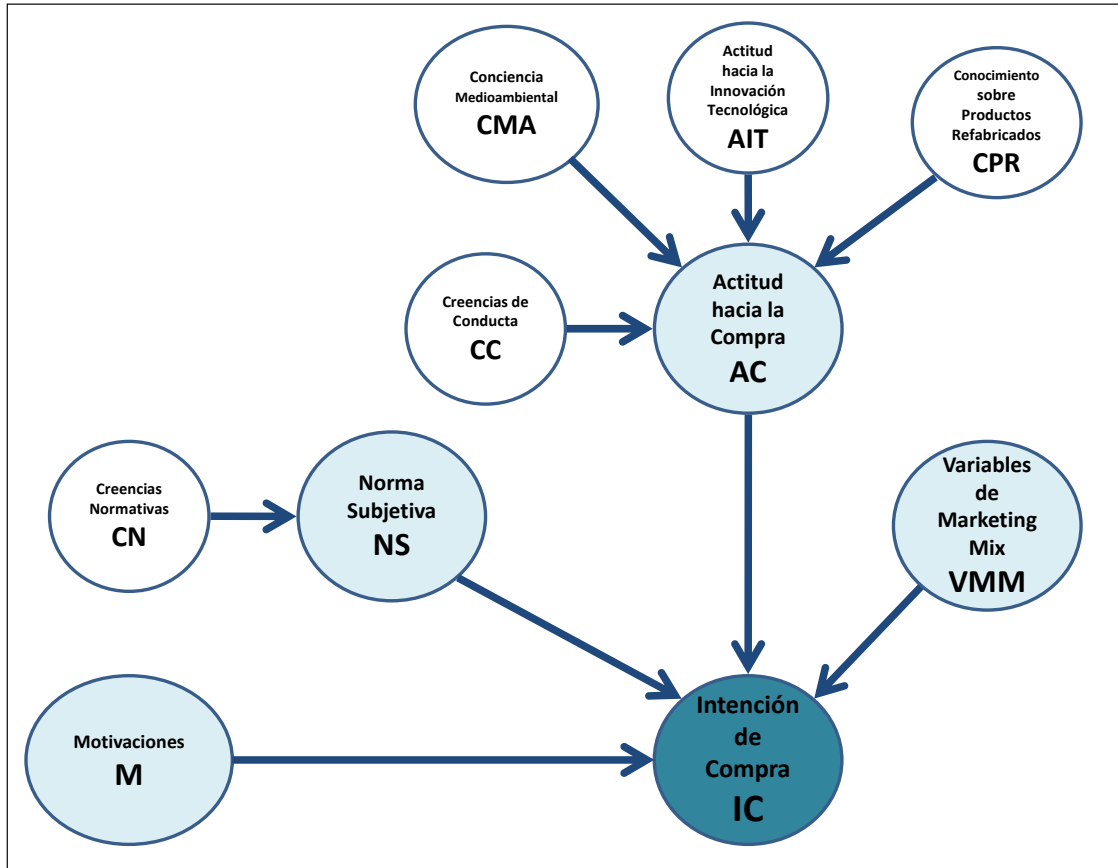 Conciencia
Medioambiental
CMA
Actitud
hacia la
Innovación
Tecnológica
AIT
Conocimiento
sobre
Productos
Refabricados
CPR
Creencias de
Conducta
CC
Actitud
hacia la
Compra
AC
Creencias
Normativas
CN
Norma
Subjetiva
NS
Variables
de
Marketing
Mix
VMM
Motivaciones
M
Intención
de
Compra
IC